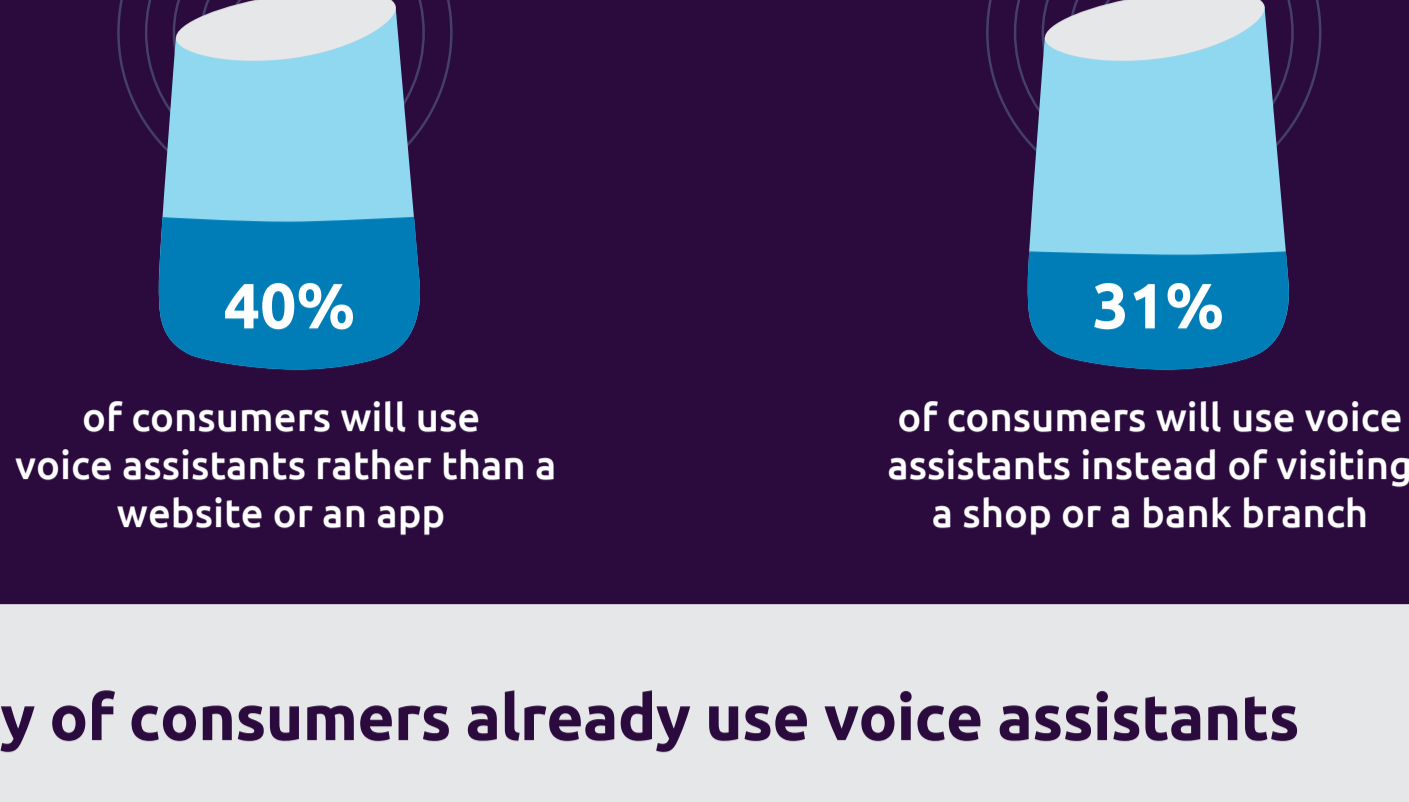 40%
of consumers will use
voice assistants rather than a
website or an app
31%
of consumers will use voice
assistants instead of visiting
a shop or a bank branch
y of consumers already use voice assistants